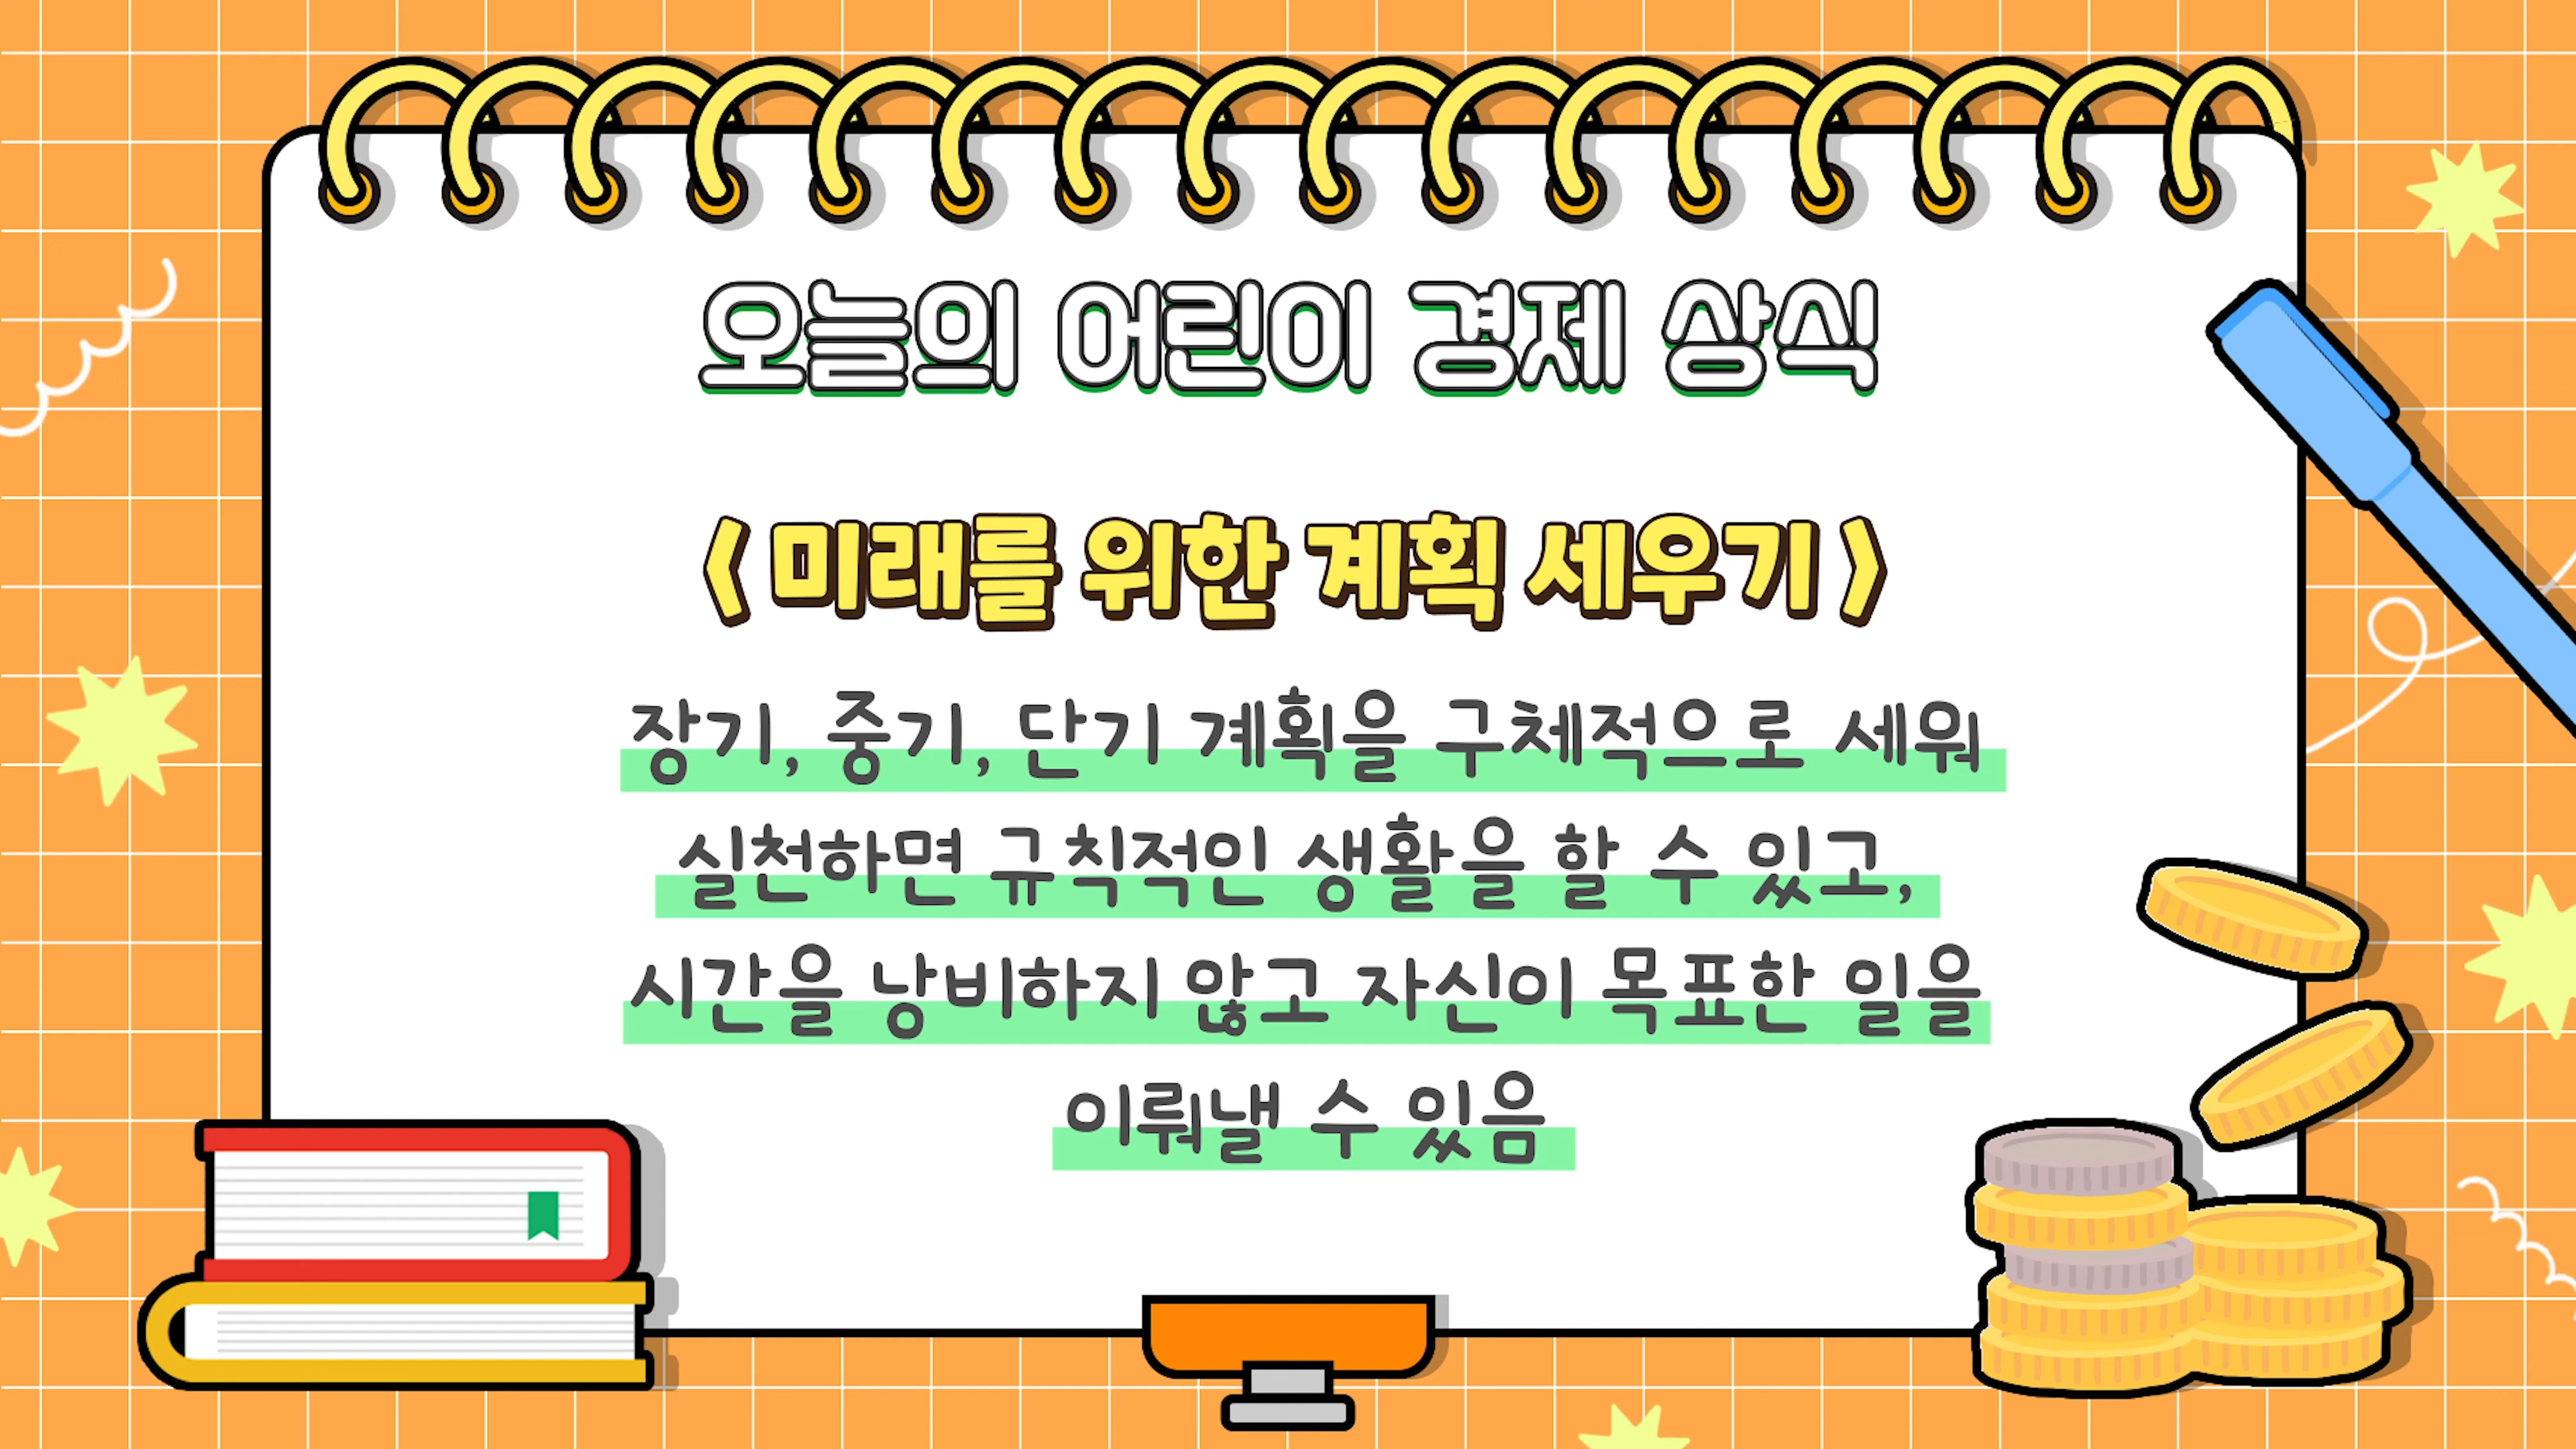 오늘의 어린이 경제 상식
< 미래를 위한 계획 세우기 >
장기, 중기, 단기 계획을 구체적으로 세워
실천하면 규칙적인 생활을 할 수 있고,
시간을 낭비하지 않고 자신이 목표한 일을
이뤄낼 수 있음